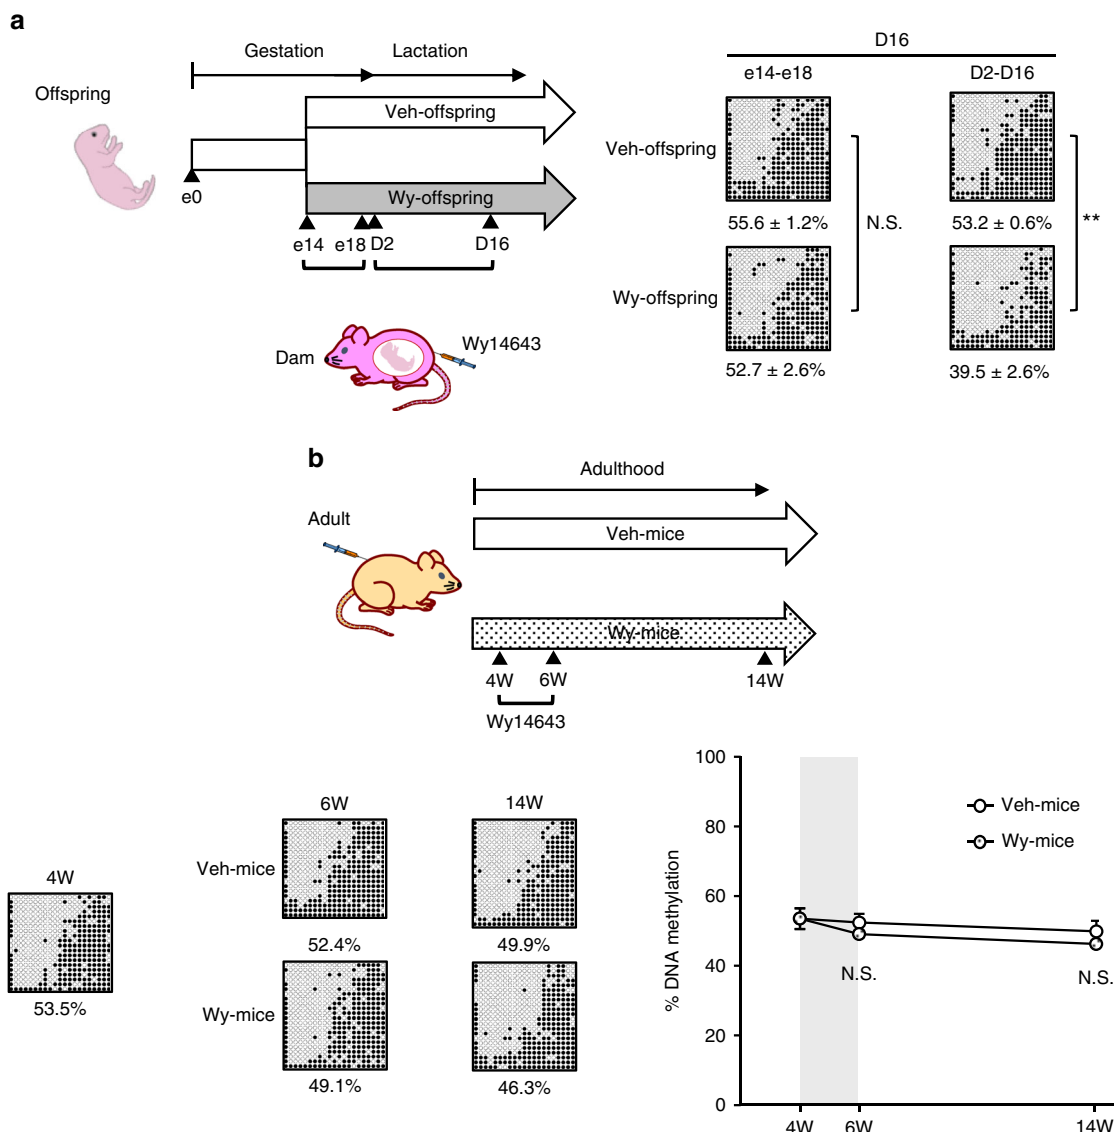 a
Gestation Lactation
Offspring
Veh-offspring
Wy-offspring
e0
e14 e18 D2 D16
Dam
Wy14643
D16
e14-e18 D2-D16
Veh-offspring
55.6 ± 1.2% N.S. 53.2 ± 0.6% **
Wy-offspring
52.7 ± 2.6% 39.5 ± 2.6%
b
Adulthood
Adult
Veh-mice
Wy-mice
4W 6W 14W
Wy14643
4W
53.5%
6W 14W
Veh-mice
52.4% 49.9%
Wy-mice
49.1% 46.3%
% DNA methylation
100
80
60
40
20
0
Veh-mice
Wy-mice
N.S. N.S.
4W 6W 14W